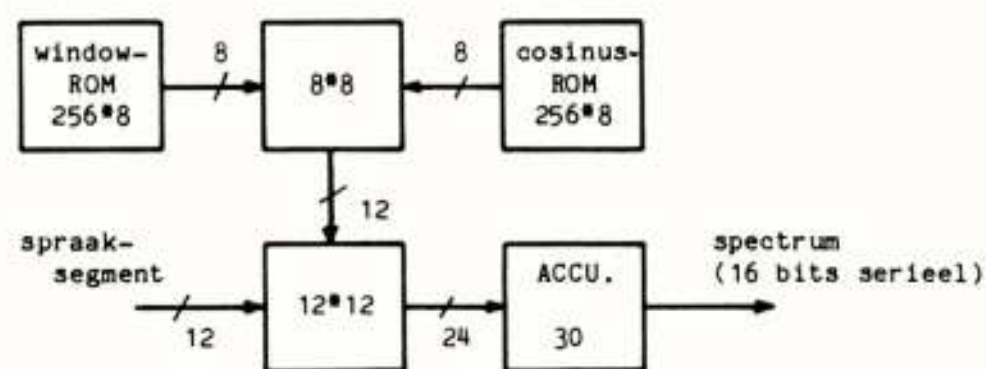 window-
ROM
256*8
8
8*8
8
cosinus-
ROM
256*8
12
spraak-
segment
12
12*12
24
ACCU.
30
spectrum
(16 bits serieel)